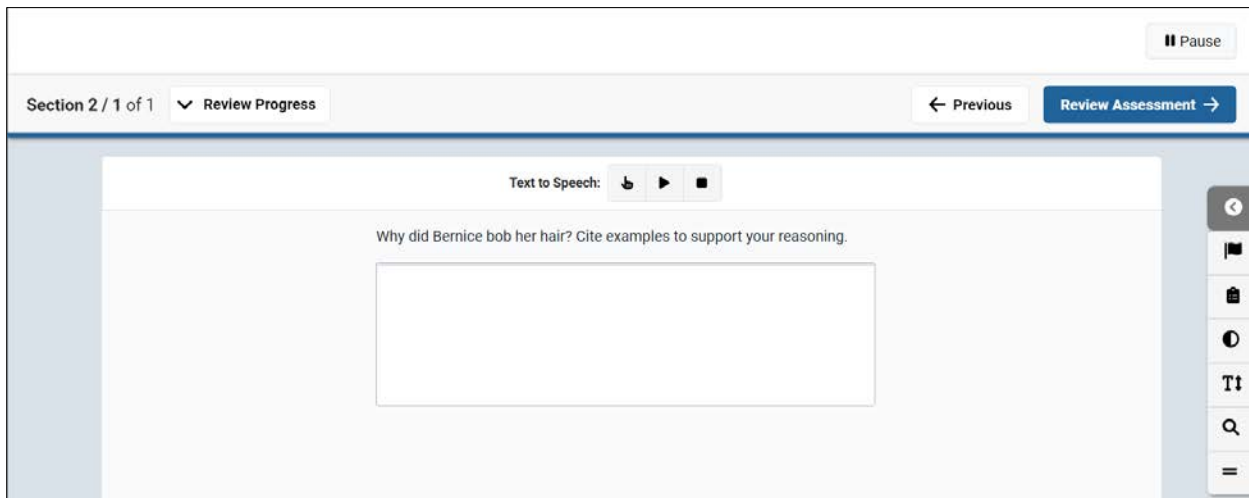 Pause
Section 2 / 1 of 1 Review Progress Previous Review Assessment
Text to Speech:
Why did Bernice bob her hair? Cite examples to support your reasoning.
T